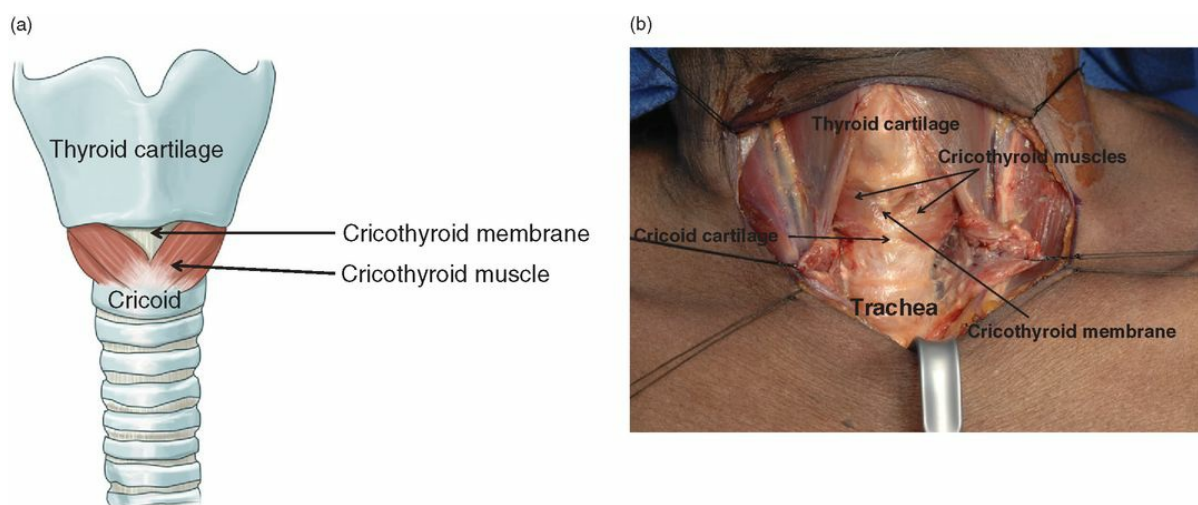 (a)
Thyroid cartilage
Cricothyroid membrane
Cricothyroid muscle
Cricoid
(b)
Thyroid cartilage
Cricothyroid muscles
Cricoid cartilage
Trachea
Cricothyroid membrane